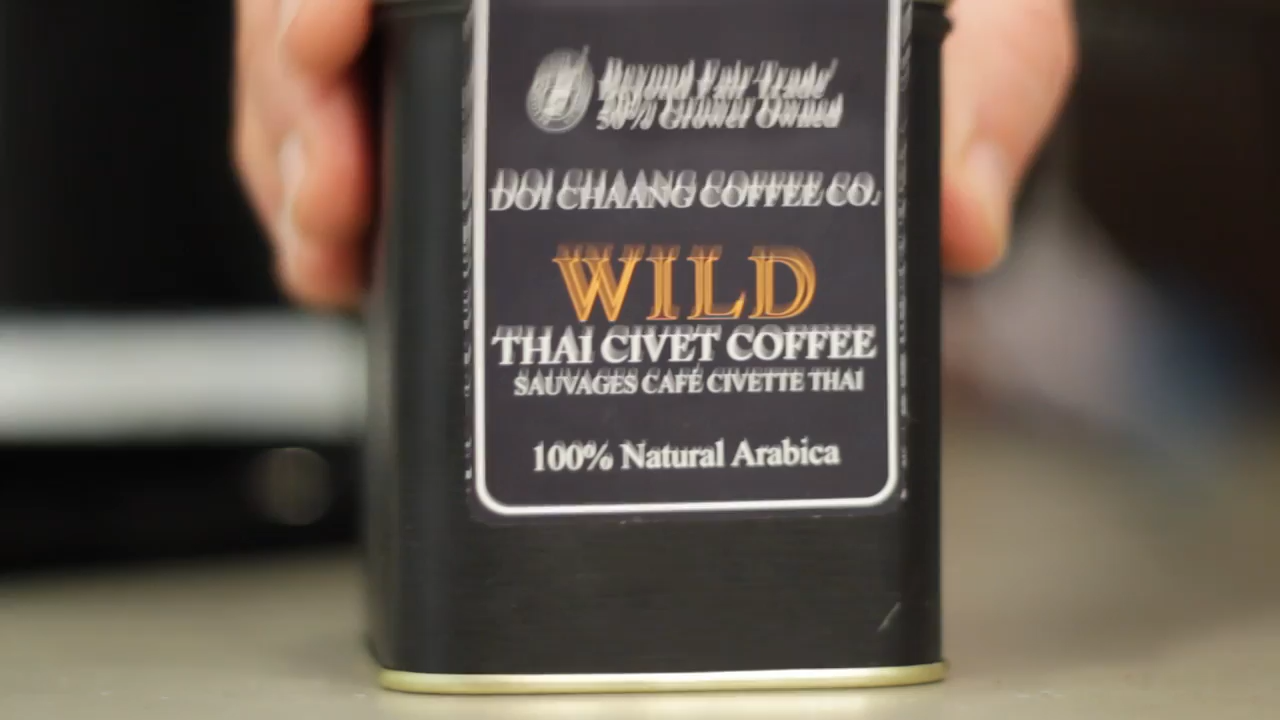 Beyond Fair Trade
50% Grower Owned
DOI CHAANG COFFEE CO.
WILD
THAI CIVET COFFEE
SAUVAGES CAFÉ CIVETTE THAI
100% Natural Arabica